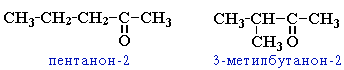 CH₃-CH₂-CH₂-C-CH₃
O
пентанон-2
CH₃-CH-C-CH₃
CH₃ O
3-метилбутанон-2